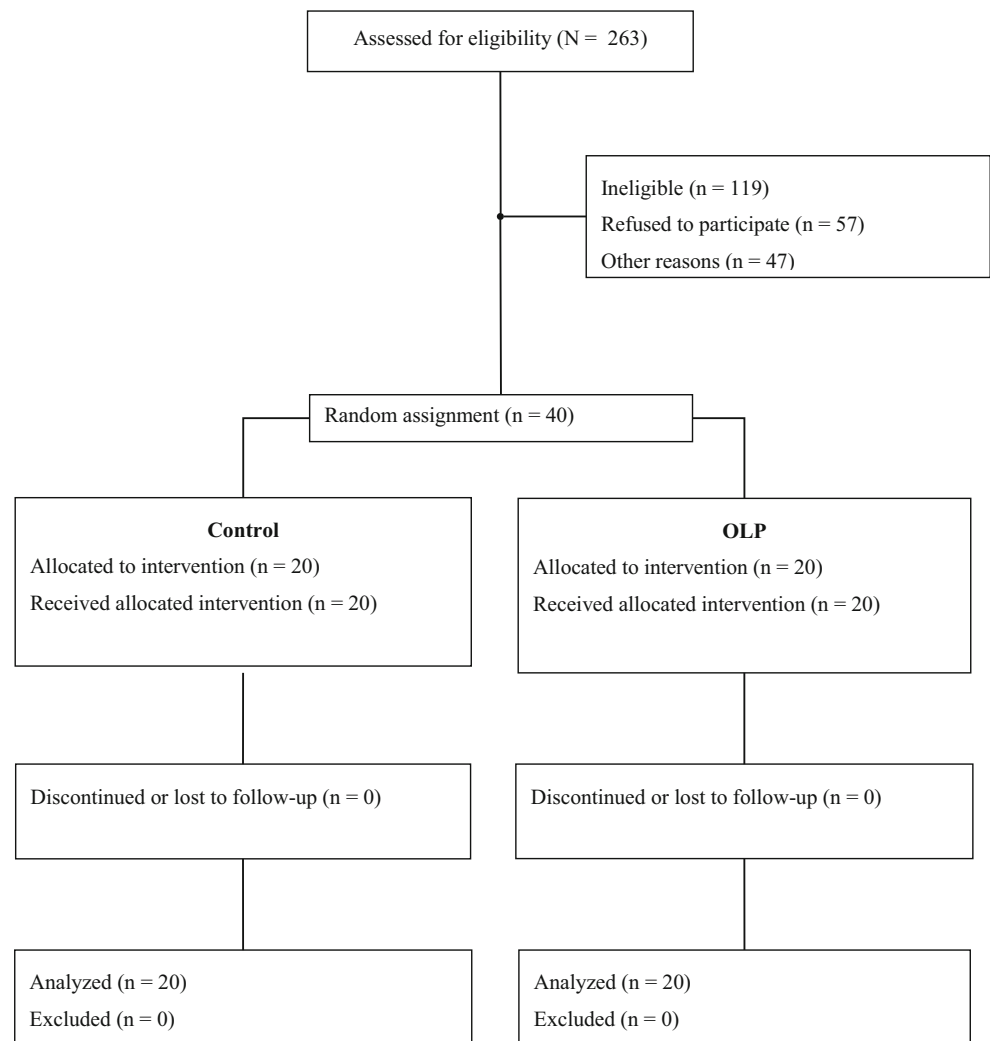 Assessed for eligibility (N = 263)
Ineligible (n = 119)
Refused to participate (n = 57)
Other reasons (n = 47)
Random assignment (n = 40)
Control
Allocated to intervention (n = 20)
Received allocated intervention (n = 20)
OLP
Allocated to intervention (n = 20)
Received allocated intervention (n = 20)
Discontinued or lost to follow-up (n = 0)
Discontinued or lost to follow-up (n = 0)
Analyzed (n = 20)
Excluded (n = 0)
Analyzed (n = 20)
Excluded (n = 0)